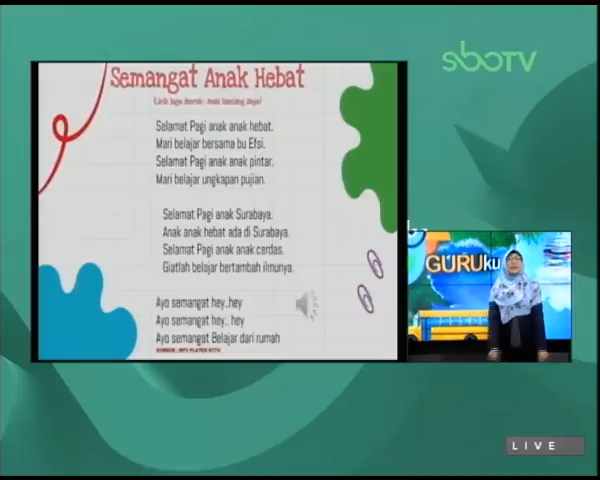 sboTV
Semangat Anak Hebat
Selamat Pagi anak anak hebat.
Mari belajar bersama bu Efsi.
Selamat Pagi anak anak pintar.
Mari belajar ungkapan pujian.
Selamat Pagi anak Surabaya.
Anak anak hebat ada di Surabaya.
Selamat Pagi anak anak cerdas.
Giatlah belajar bertambah ilmunya.
Ayo semangat hey..hey
Ayo semangat hey.. hey
Ayo semangat Belajar dari rumah
GURUku
LIVE